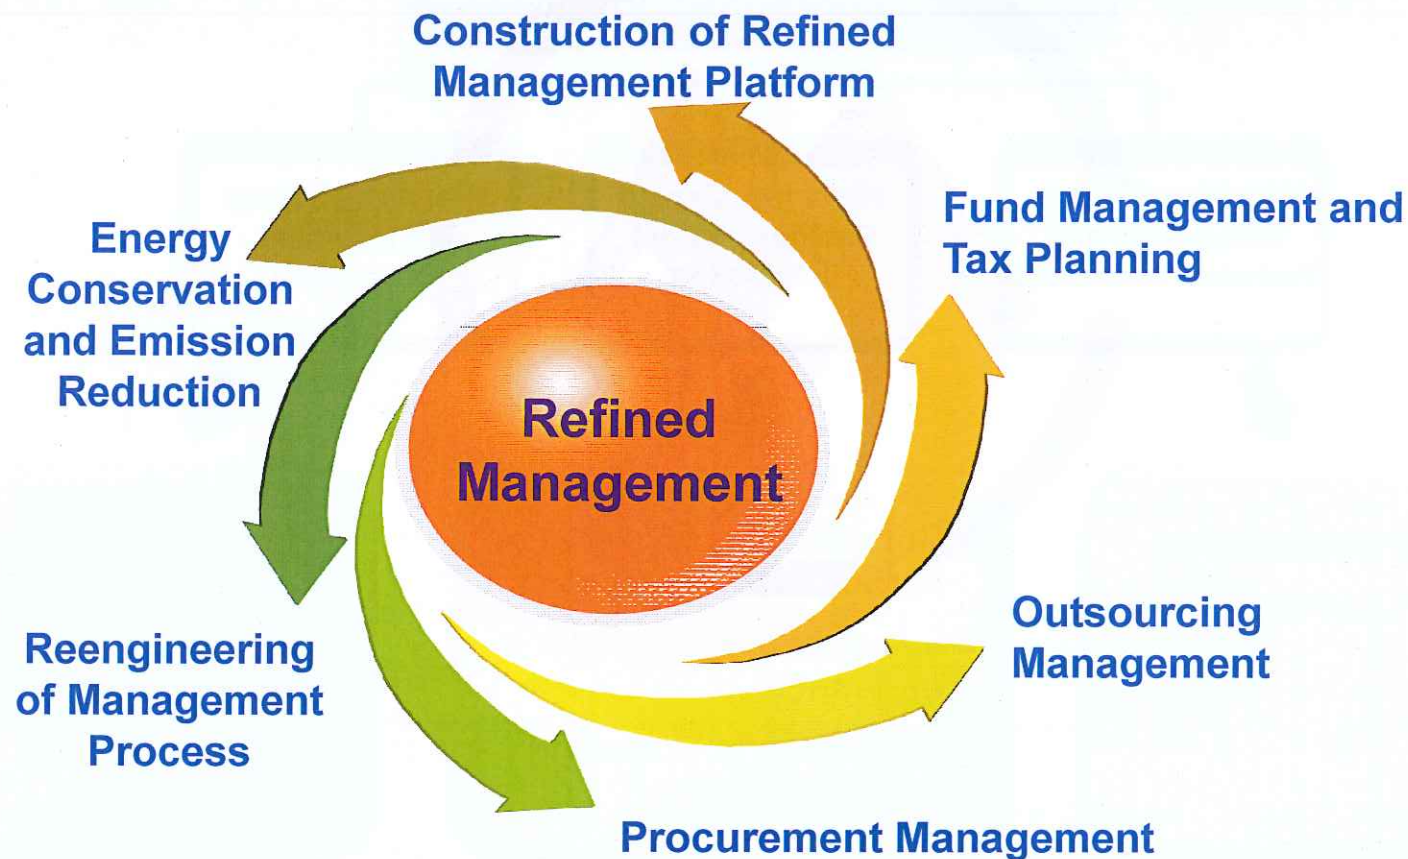 Construction of Refined
Management Platform
Fund Management and
Tax Planning
Energy
Conservation
and Emission
Reduction
Refined
Management
Outsourcing
Management
Reengineering
of Management
Process
Procurement Management